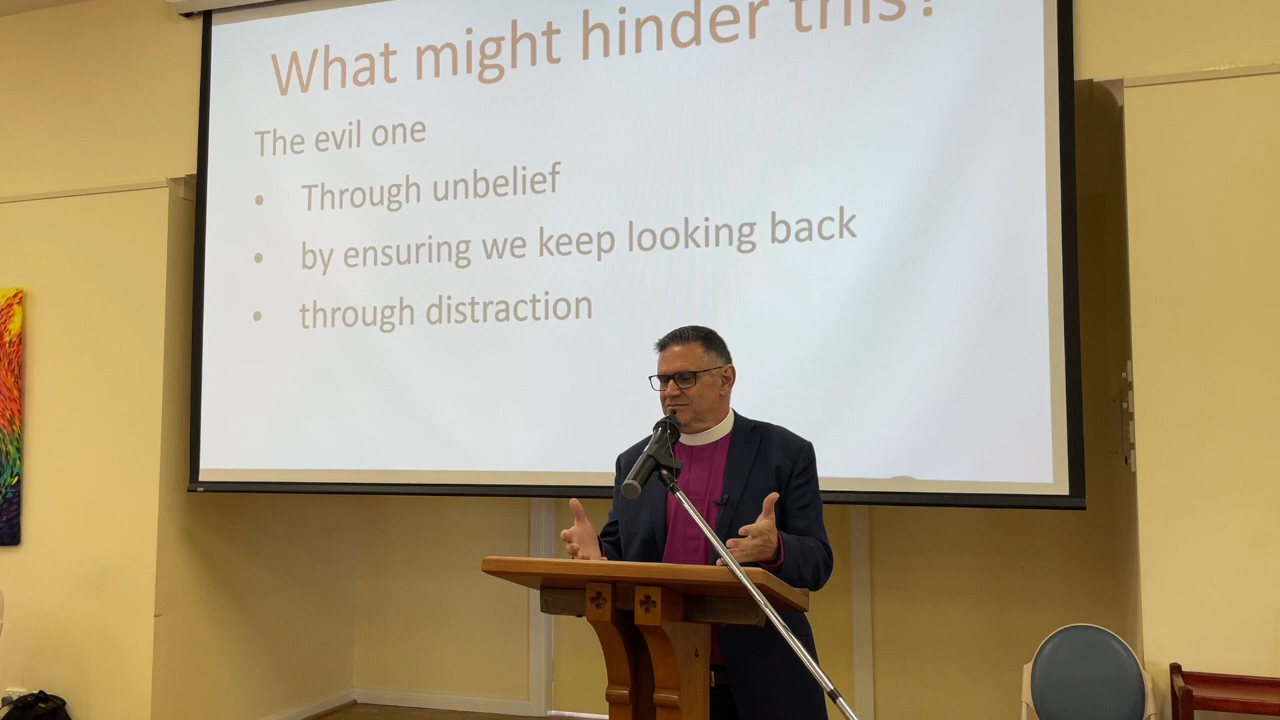 What might hinder this?
The evil one
• Through unbelief
• by ensuring we keep looking back
• through distraction